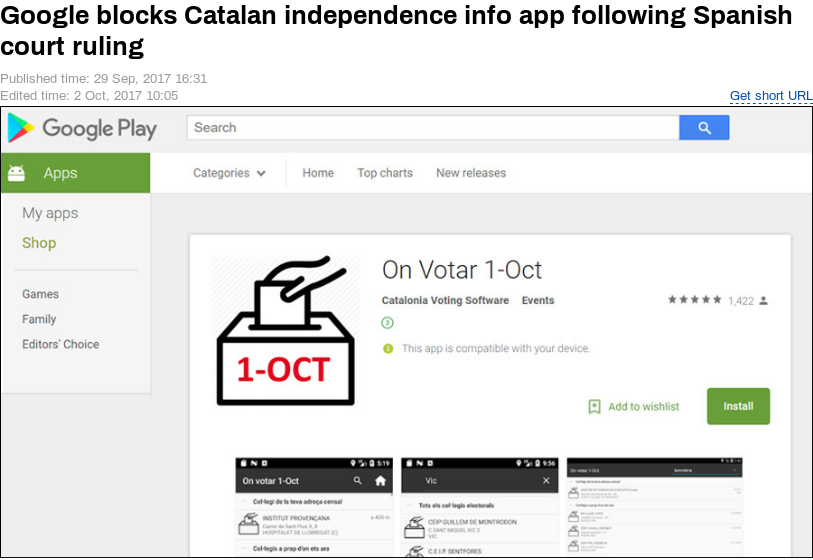 Google blocks Catalan independence info app following Spanish
court ruling
Published time: 29 Sep, 2017 16:31
Edited time: 2 Oct, 2017 10:05
Get short URL
Google Play
Search
Apps
Categories
Home
Top charts
New releases
My apps
Shop
Games
Family
Editors' Choice
1-OCT
On Votar 1-Oct
Catalonia Voting Software Events
1,422
3
This app is compatible with your device.
Add to wishlist
Install
5:19
On votar 1-Oct
Col·legi de la teva adreça censal
INSTITUT PROVENÇANA
Carrer de Sant Pius X, 8
HOSPITALET DE LLOBREGAT (L')
Col·legis a prop d'on ets ara
9:56
Vic
Tots els col·legis electorals
CEIP GUILLEM DE MONTRODON
C SANT MIQUEL XIC 3
VIC
C.E.I.P. SENTFORES
On votar 1-Oct
Barcelona